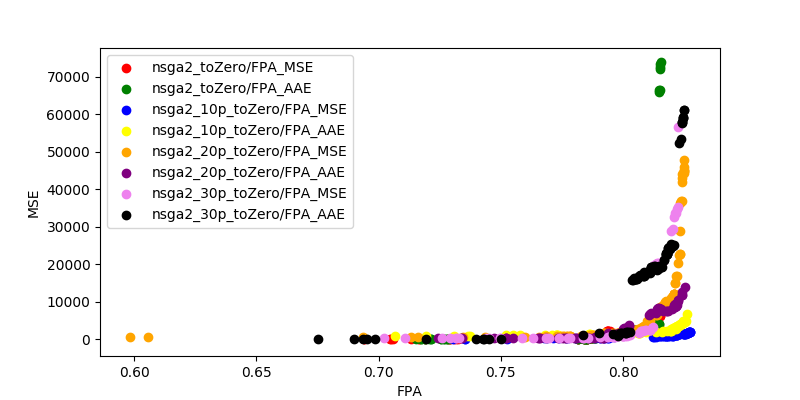 nsga2_toZero/FPA_MSE
nsga2_toZero/FPA_AAE
nsga2_10p_toZero/FPA_MSE
nsga2_10p_toZero/FPA_AAE
nsga2_20p_toZero/FPA_MSE
nsga2_20p_toZero/FPA_AAE
nsga2_30p_toZero/FPA_MSE
nsga2_30p_toZero/FPA_AAE
70000
60000
50000
40000
30000
20000
10000
0
MSE
0.60
0.65
0.70
0.75
0.80
FPA